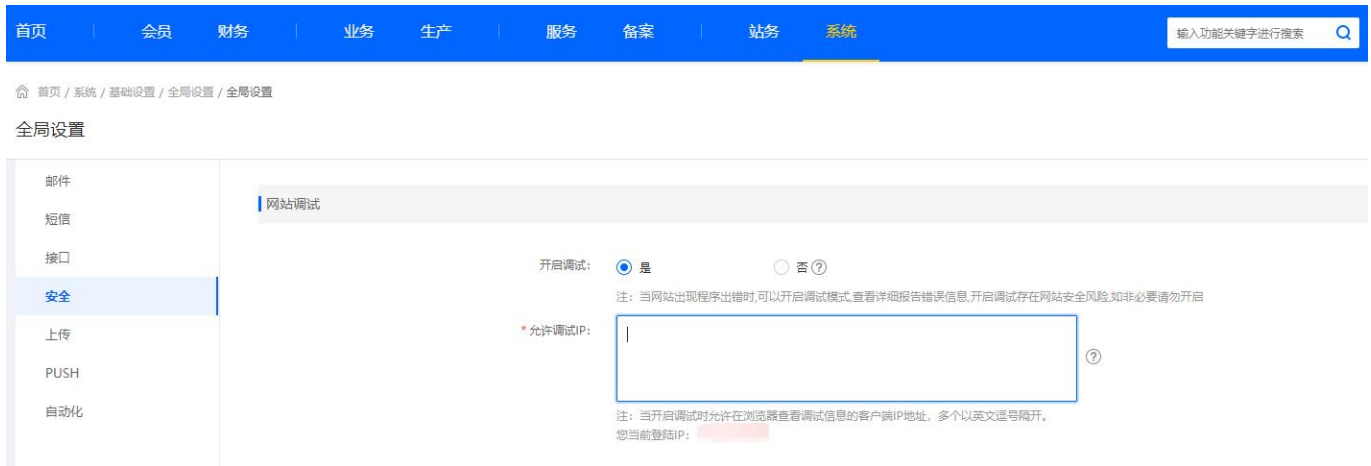 首页 会员 财务 业务 生产 服务 备案 站务 系统 输入功能关键字进行搜索
首页 / 系统 / 基础设置 / 全局设置 / 全局设置
全局设置
邮件
短信
接口
安全
上传
PUSH
自动化
网站调试
开启调试： 是 否
注：当网站出现程序出错时,可以开启调试模式,查看详细报告错误信息,开启调试存在网站安全风险,如非必要请勿开启
* 允许调试IP：
注：当开启调试时允许在浏览器查看调试信息的客户端IP地址，多个以英文逗号隔开。
您当前登陆IP：